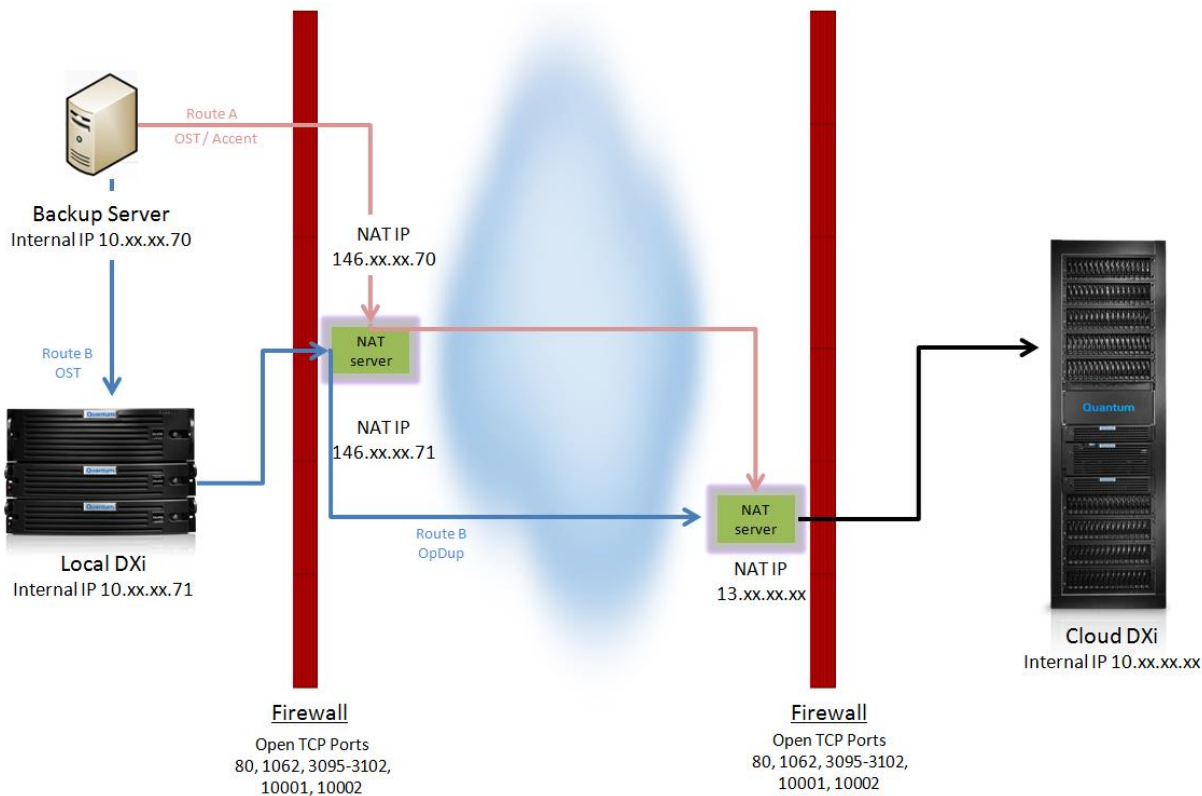 Route A
OST / Accent
Backup Server
Internal IP 10.xx.xx.70
NAT IP
146.xx.xx.70
NAT
server
Route B
OST
Quantum
Quantum
Quantum
Local DXi
Internal IP 10.xx.xx.71
NAT IP
146.xx.xx.71
Route B
OpDup
NAT
server
NAT IP
13.xx.xx.xx
Quantum
Cloud DXi
Internal IP 10.xx.xx.xx
Firewall
Open TCP Ports
80, 1062, 3095-3102,
10001, 10002
Firewall
Open TCP Ports
80, 1062, 3095-3102,
10001, 10002